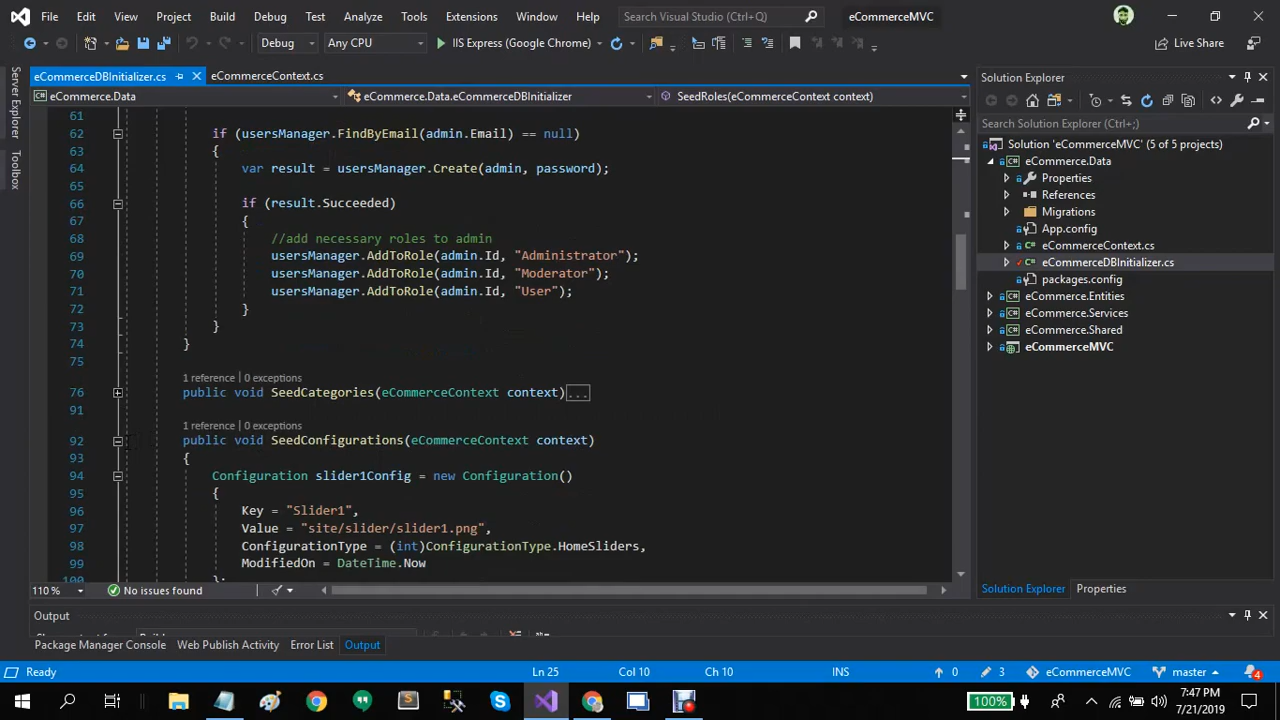 File Edit View Project Build Debug Test Analyze Tools Extensions Window Help Search Visual Studio (Ctrl+Q) eCommerceMVC
Debug Any CPU IIS Express (Google Chrome) Live Share
eCommerceDBInitializer.cs eCommerceContext.cs
eCommerce.Data eCommerce.Data.eCommerceDBInitializer SeedRoles(eCommerceContext context)
Server Explorer
Toolbox
61
62 if (usersManager.FindByEmail(admin.Email) == null)
63 {
64 var result = usersManager.Create(admin, password);
65
66 if (result.Succeeded)
67 {
68 //add necessary roles to admin
69 usersManager.AddToRole(admin.Id, "Administrator");
70 usersManager.AddToRole(admin.Id, "Moderator");
71 usersManager.AddToRole(admin.Id, "User");
72 }
73 }
74 }
75
1 reference | 0 exceptions
76 public void SeedCategories(eCommerceContext context)...
91
1 reference | 0 exceptions
92 public void SeedConfigurations(eCommerceContext context)
93 {
94 Configuration slider1Config = new Configuration()
95 {
96 Key = "Slider1",
97 Value = "site/slider/slider1.png",
98 ConfigurationType = (int)ConfigurationType.HomeSliders,
99 ModifiedOn = DateTime.Now
100 };
110 % No issues found
Solution Explorer
Search Solution Explorer (Ctrl+;)
Solution 'eCommerceMVC' (5 of 5 projects)
eCommerce.Data
Properties
References
Migrations
App.config
eCommerceContext.cs
eCommerceDBInitializer.cs
packages.config
eCommerce.Entities
eCommerce.Services
eCommerce.Shared
eCommerceMVC
Solution Explorer Properties
Output
Package Manager Console Web Publish Activity Error List Output
Ready Ln 25 Col 10 Ch 10 INS 0 3 eCommerceMVC master 4
100% 7:47 PM
7/21/2019